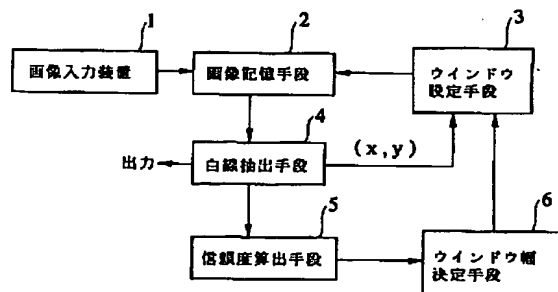 1
画像入力装置
2
画像記憶手段
3
ウインドウ
設定手段
4
白線抽出手段
出力
(x,y)
5
信頼度算出手段
6
ウインドウ幅
決定手段